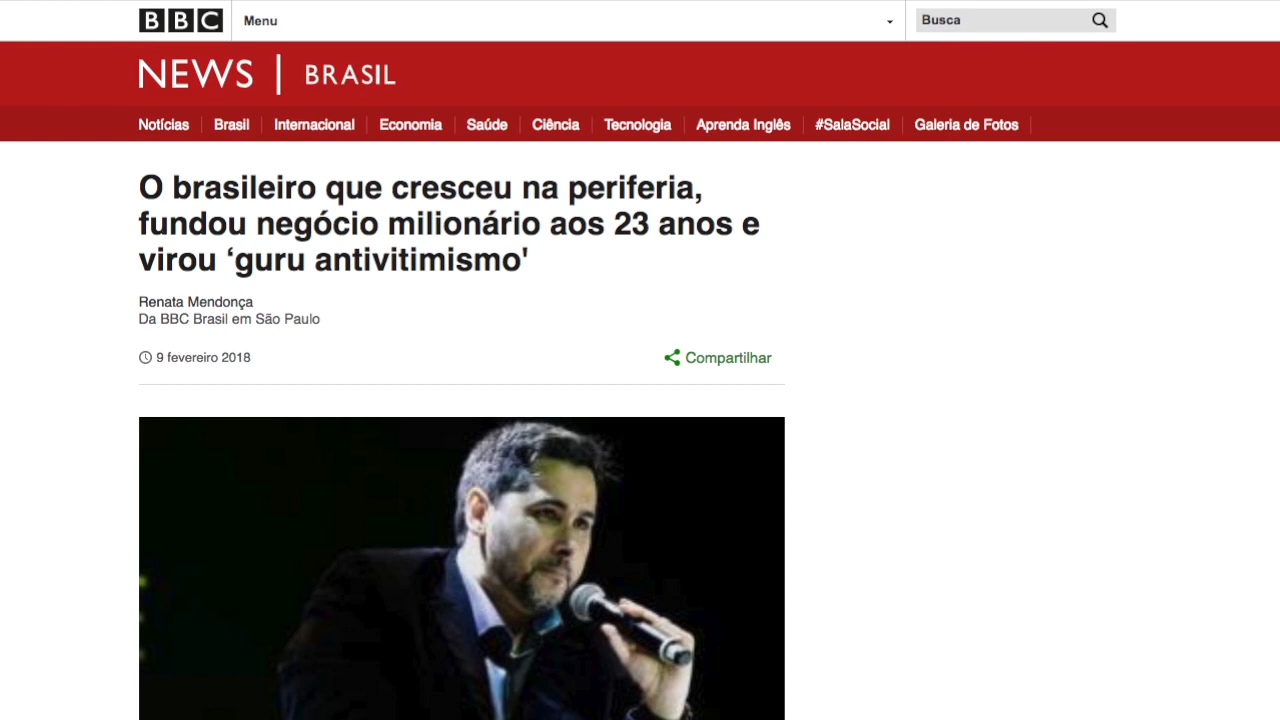 BBC Menu Busca
NEWS | BRASIL
Notícias Brasil Internacional Economia Saúde Ciência Tecnologia Aprenda Inglês #SalaSocial Galeria de Fotos
O brasileiro que cresceu na periferia,
fundou negócio milionário aos 23 anos e
virou ‘guru antivitimismo'
Renata Mendonça
Da BBC Brasil em São Paulo
9 fevereiro 2018 Compartilhar